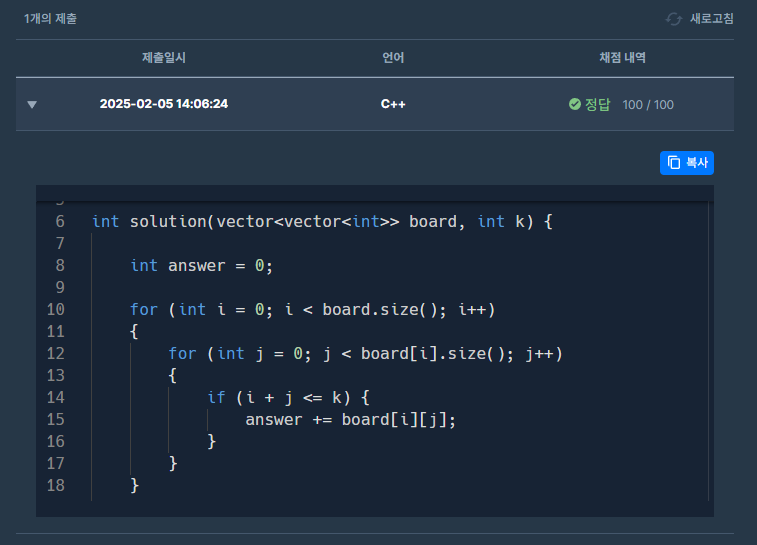 1개의 제출 새로고침
제출일시 언어 채점 내역
▼ 2025-02-05 14:06:24 C++ 정답 100 / 100
복사
6 int solution(vector<vector<int>> board, int k) {
7
8 int answer = 0;
9
10 for (int i = 0; i < board.size(); i++)
11 {
12 for (int j = 0; j < board[i].size(); j++)
13 {
14 if (i + j <= k) {
15 answer += board[i][j];
16 }
17 }
18 }